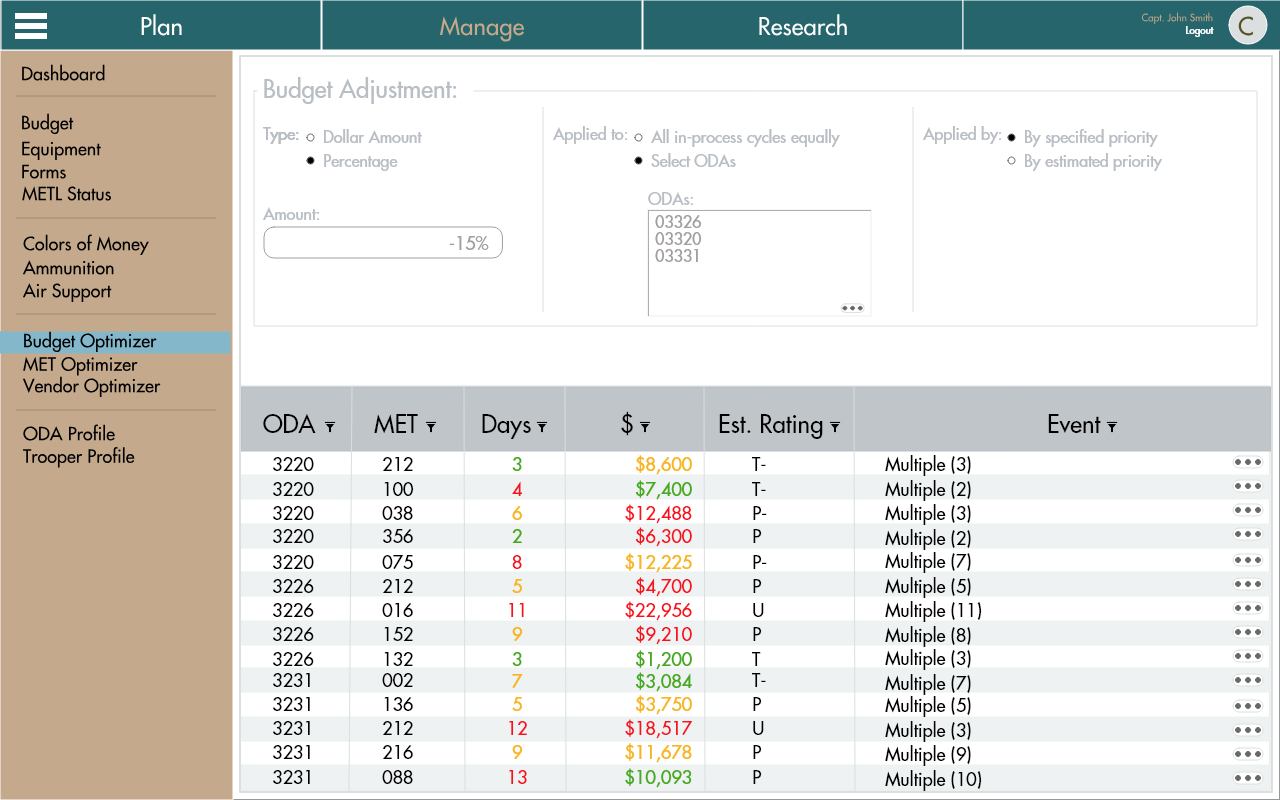 Plan Manage Research Capt. John Smith C
Logout
Dashboard
Budget
Equipment
Forms
METL Status
Colors of Money
Ammunition
Air Support
Budget Optimizer
MET Optimizer
Vendor Optimizer
ODA Profile
Trooper Profile
Budget Adjustment:
Type: Dollar Amount
Percentage
Amount:
-15%
Applied to: All in-process cycles equally
Select ODAs
ODAs:
03326
03320
03331
Applied by: By specified priority
By estimated priority
ODA MET Days $ Est. Rating Event
3220 212 3 $8,600 T- Multiple (3)
3220 100 4 $7,400 T- Multiple (2)
3220 038 6 $12,488 P- Multiple (3)
3220 356 2 $6,300 P Multiple (2)
3220 075 8 $12,225 P- Multiple (7)
3226 212 5 $4,700 P Multiple (5)
3226 016 11 $22,956 U Multiple (11)
3226 152 9 $9,210 P Multiple (8)
3226 132 3 $1,200 T Multiple (3)
3231 002 7 $3,084 T- Multiple (7)
3231 136 5 $3,750 P Multiple (5)
3231 212 12 $18,517 U Multiple (3)
3231 216 9 $11,678 P Multiple (9)
3231 088 13 $10,093 P Multiple (10)